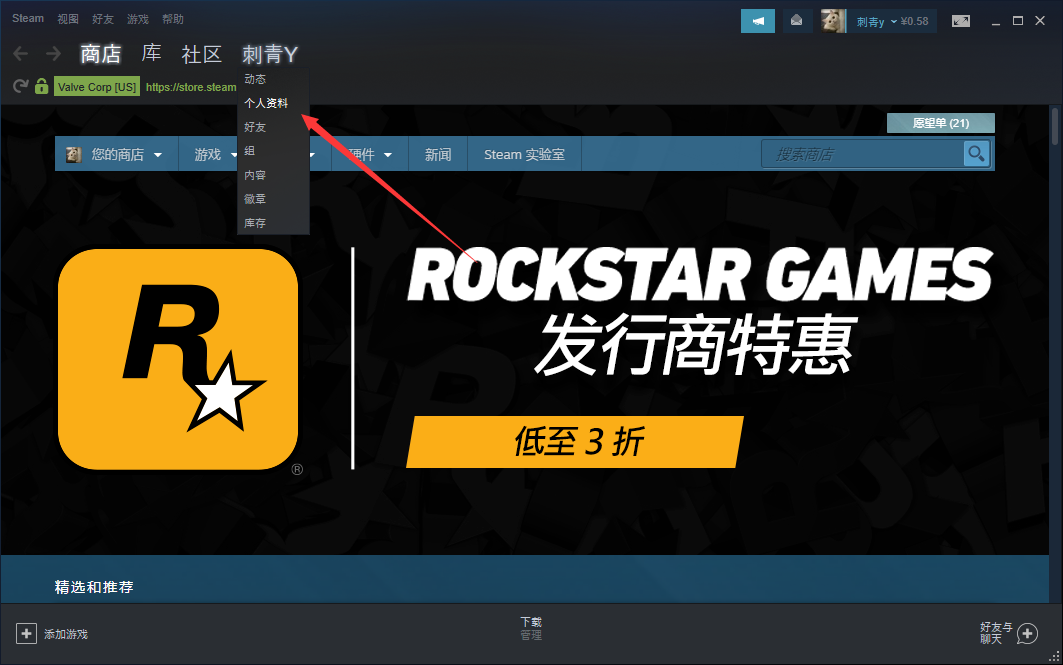 Steam 视图 好友 游戏 帮助
刺青y ¥0.58
商店 库 社区 刺青Y
Valve Corp [US] https://store.steam
动态
个人资料
好友
组
内容
徽章
库存
愿望单 (21)
您的商店 游戏 硬件 新闻 Steam 实验室 搜索商店
R
®
ROCKSTAR GAMES
发行商特惠
低至 3 折
精选和推荐
添加游戏
下载
管理
好友与
聊天